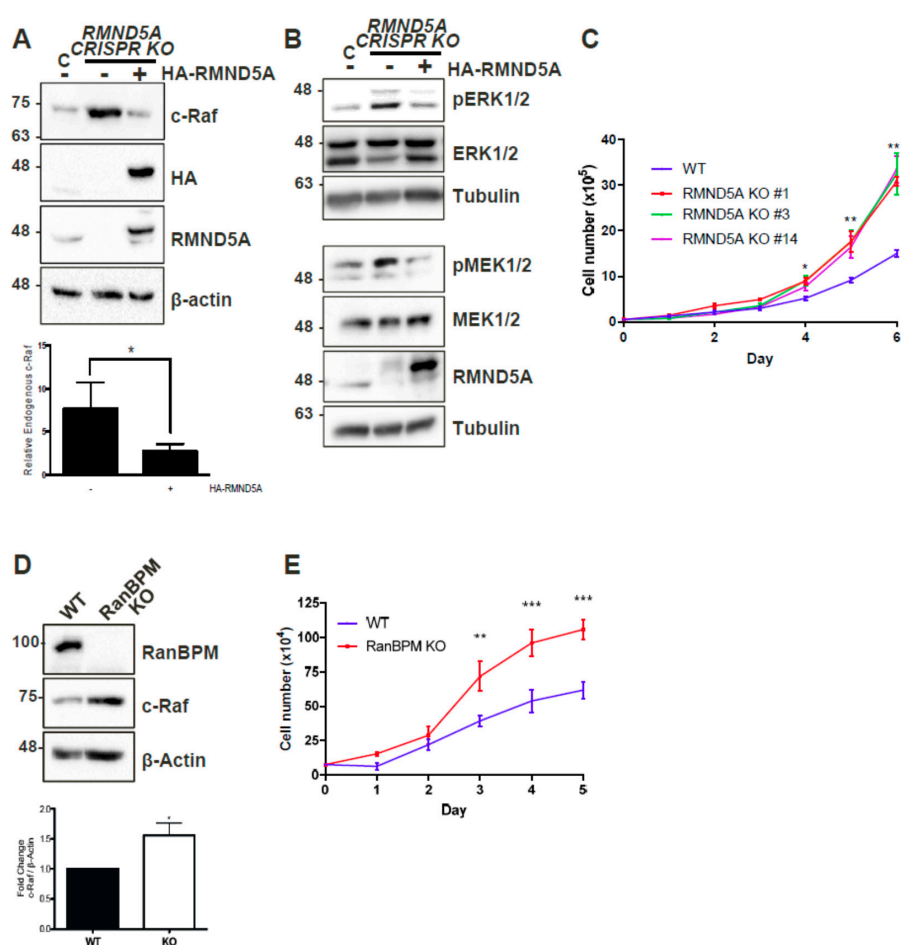 A
RMND5A
CRISPR KO
C
- - + HA-RMND5A
75
63
c-Raf
48
HA
48
RMND5A
48
β-actin
*
Relative Endogenous c-Raf
15
10
5
0
- + HA-RMND5A
B
RMND5A
CRISPR KO
C
- - + HA-RMND5A
48
pERK1/2
48
ERK1/2
63
Tubulin
48
pMEK1/2
48
MEK1/2
48
RMND5A
63
Tubulin
C
Cell number (x10⁵)
40
30
20
10
0
WT
RMND5A KO #1
RMND5A KO #3
RMND5A KO #14
* ** **
0 2 4 6
Day
D
WT RanBPM KO
100
RanBPM
75
c-Raf
48
β-Actin
Fold Change
c-Raf / β-Actin
2.0
1.5
1.0
0.5
0.0
*
WT KO
E
Cell number (x10⁴)
125
100
75
50
25
0
WT
RanBPM KO
** *** ***
0 1 2 3 4 5
Day